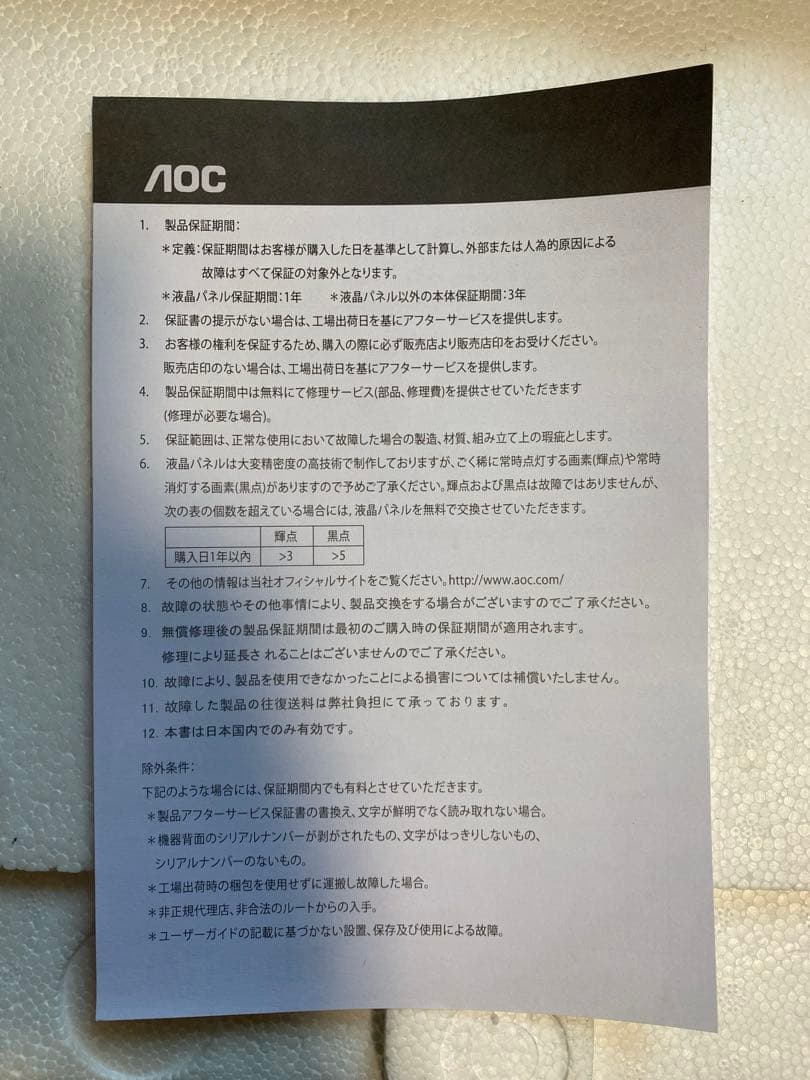 AOC
1. 製品保証期間:
＊定義:保証期間はお客様が購入した日を基準として計算し、外部または人為的原因による
故障はすべて保証の対象外となります。
＊液晶パネル保証期間:1年 ＊液晶パネル以外の本体保証期間:3年
2. 保証書の提示がない場合は、工場出荷日を基にアフターサービスを提供します。
3. お客様の権利を保証するため、購入の際に必ず販売店より販売店印をお受けください。
販売店印のない場合は、工場出荷日を基にアフターサービスを提供します。
4. 製品保証期間中は無料にて修理サービス(部品、修理費)を提供させていただきます
(修理が必要な場合)。
5. 保証範囲は、正常な使用において故障した場合の製造、材質、組み立て上の瑕疵とします。
6. 液晶パネルは大変精密度の高技術で制作しておりますが、ごく稀に常時点灯する画素(輝点)や常時
消灯する画素(黒点)がありますので予めご了承ください。輝点および黒点は故障ではありませんが、
次の表の個数を超えている場合には,液晶パネルを無料で交換させていただきます。
輝点 黒点
購入日1年以内 >3 >5
7. その他の情報は当社オフィシャルサイトをご覧ください。http://www.aoc.com/
8. 故障の状態やその他事情により、製品交換をする場合がございますのでご了承ください。
9. 無償修理後の製品保証期間は最初のご購入時の保証期間が適用されます。
修理により延長さ れることはございませんのでご了承ください。
10. 故障により、製品を使用できなかったことによる損害については補償いたしません。
11. 故障した製品の往復送料は弊社負担にて承っております。
12. 本書は日本国内でのみ有効です。
除外条件:
下記のような場合には、保証期間内でも有料とさせていただきます。
＊製品アフターサービス保証書の書換え、文字が鮮明でなく読み取れない場合。
＊機器背面のシリアルナンバーが剥がされたもの、文字がはっきりしないもの、
シリアルナンバーのないもの。
＊工場出荷時の梱包を使用せずに運搬し故障した場合。
＊非正規代理店、非合法のルートからの入手。
＊ユーザーガイドの記載に基づかない設置、保存及び使用による故障。